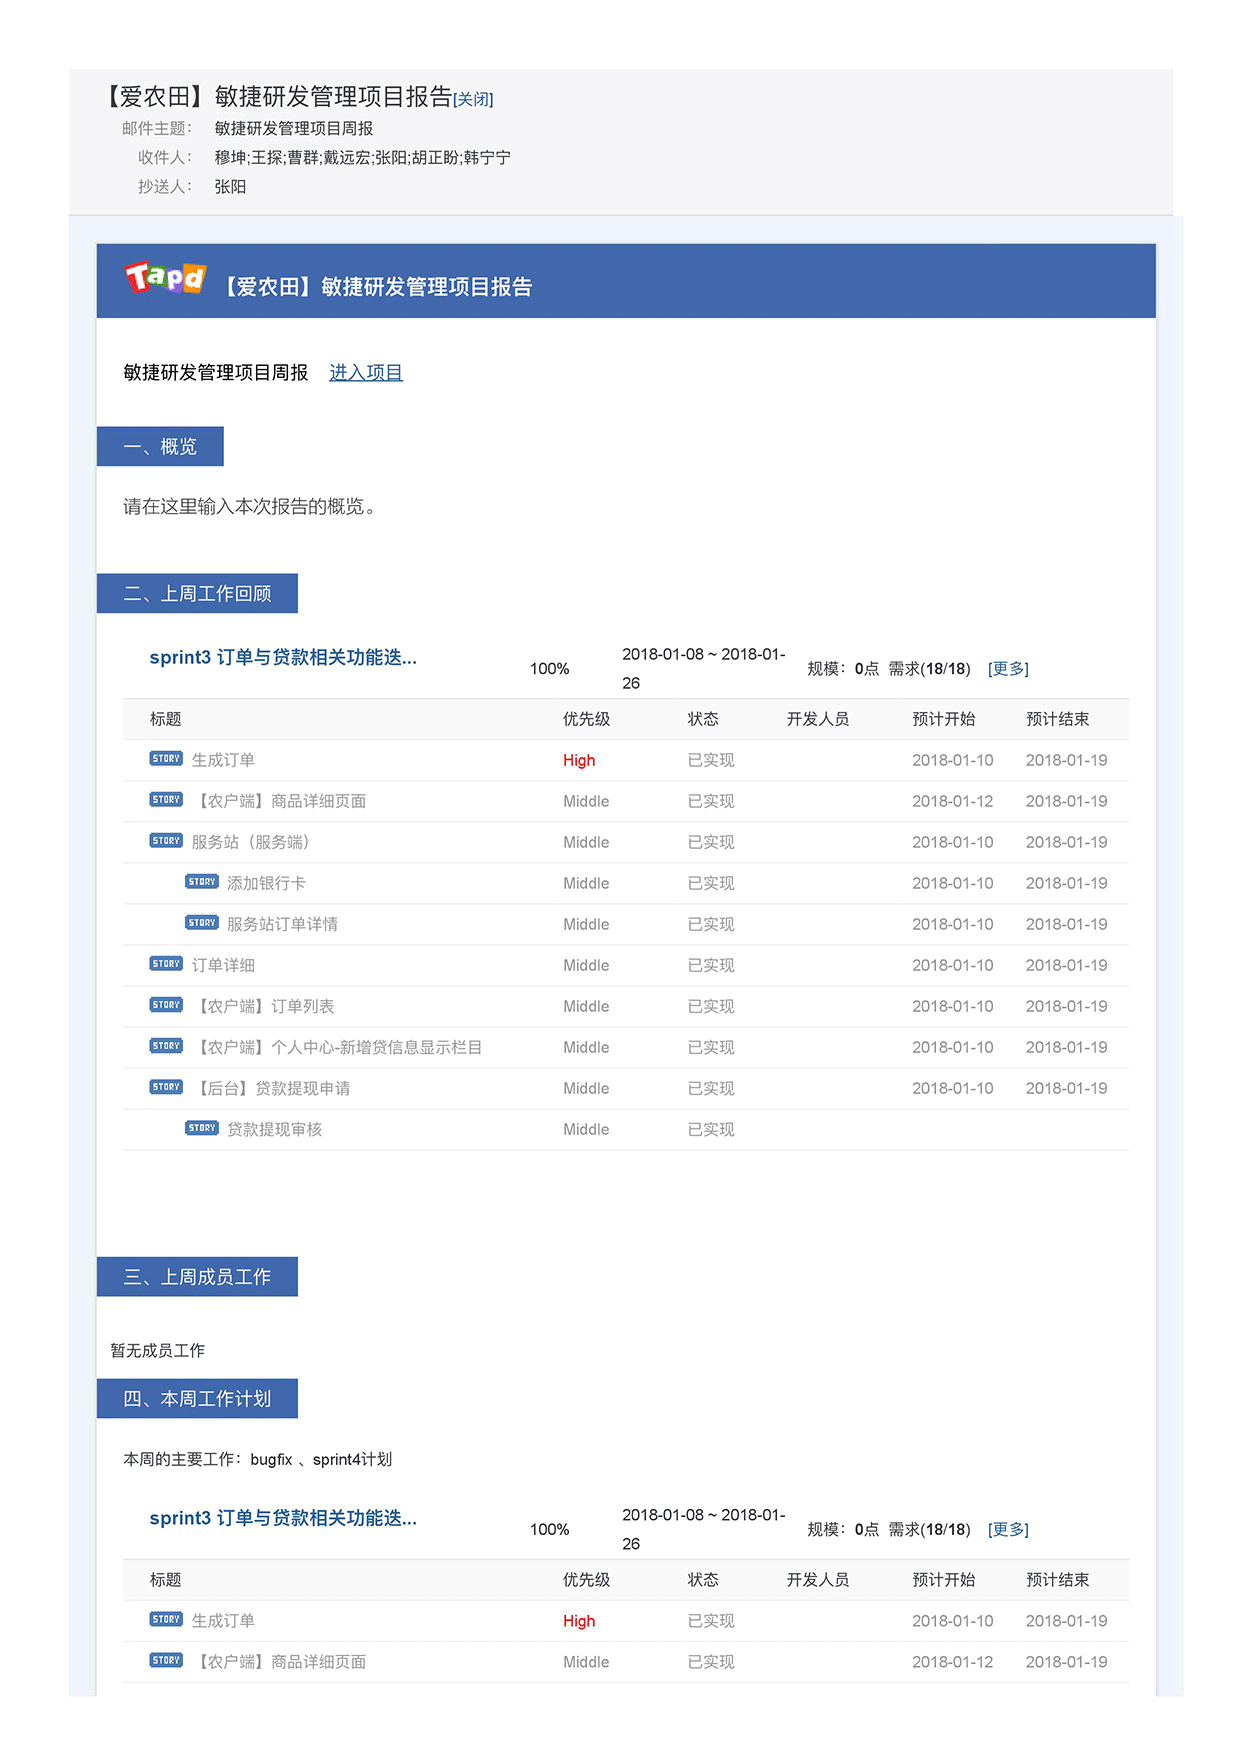 【爱农田】敏捷研发管理项目报告[关闭]
邮件主题： 敏捷研发管理项目周报
收件人： 穆坤;王探;曹群;戴远宏;张阳;胡正盼;韩宁宁
抄送人： 张阳
Tapd 【爱农田】敏捷研发管理项目报告
敏捷研发管理项目周报 进入项目
一、概览
请在这里输入本次报告的概览。
二、上周工作回顾
sprint3 订单与贷款相关功能迭... 100% 2018-01-08 ~ 2018-01-26 规模：0点 需求(18/18) [更多]
标题 优先级 状态 开发人员 预计开始 预计结束
STORY 生成订单 High 已实现 2018-01-10 2018-01-19
STORY 【农户端】商品详细页面 Middle 已实现 2018-01-12 2018-01-19
STORY 服务站（服务端） Middle 已实现 2018-01-10 2018-01-19
STORY 添加银行卡 Middle 已实现 2018-01-10 2018-01-19
STORY 服务站订单详情 Middle 已实现 2018-01-10 2018-01-19
STORY 订单详细 Middle 已实现 2018-01-10 2018-01-19
STORY 【农户端】订单列表 Middle 已实现 2018-01-10 2018-01-19
STORY 【农户端】个人中心-新增贷信息显示栏目 Middle 已实现 2018-01-10 2018-01-19
STORY 【后台】贷款提现申请 Middle 已实现 2018-01-10 2018-01-19
STORY 贷款提现审核 Middle 已实现
三、上周成员工作
暂无成员工作
四、本周工作计划
本周的主要工作：bugfix 、sprint4计划
sprint3 订单与贷款相关功能迭... 100% 2018-01-08 ~ 2018-01-26 规模：0点 需求(18/18) [更多]
标题 优先级 状态 开发人员 预计开始 预计结束
STORY 生成订单 High 已实现 2018-01-10 2018-01-19
STORY 【农户端】商品详细页面 Middle 已实现 2018-01-12 2018-01-19